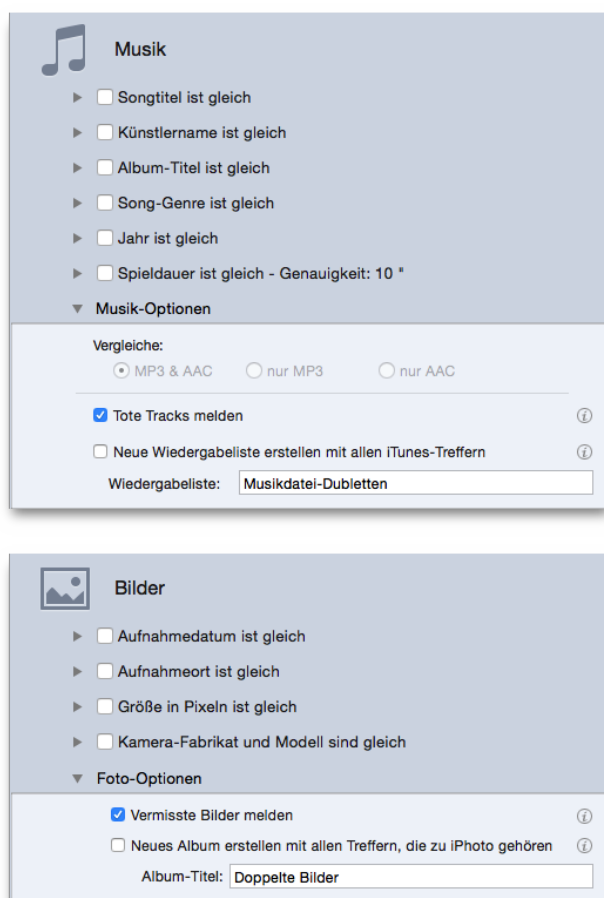 Musik
Songtitel ist gleich
Künstlername ist gleich
Album-Titel ist gleich
Song-Genre ist gleich
Jahr ist gleich
Spieldauer ist gleich - Genauigkeit: 10 "
Musik-Optionen
Vergleiche:
MP3 & AAC nur MP3 nur AAC
Tote Tracks melden
Neue Wiedergabeliste erstellen mit allen iTunes-Treffern
Wiedergabeliste: Musikdatei-Dubletten
Bilder
Aufnahmedatum ist gleich
Aufnahmeort ist gleich
Größe in Pixeln ist gleich
Kamera-Fabrikat und Modell sind gleich
Foto-Optionen
Vermisste Bilder melden
Neues Album erstellen mit allen Treffern, die zu iPhoto gehören
Album-Titel: Doppelte Bilder